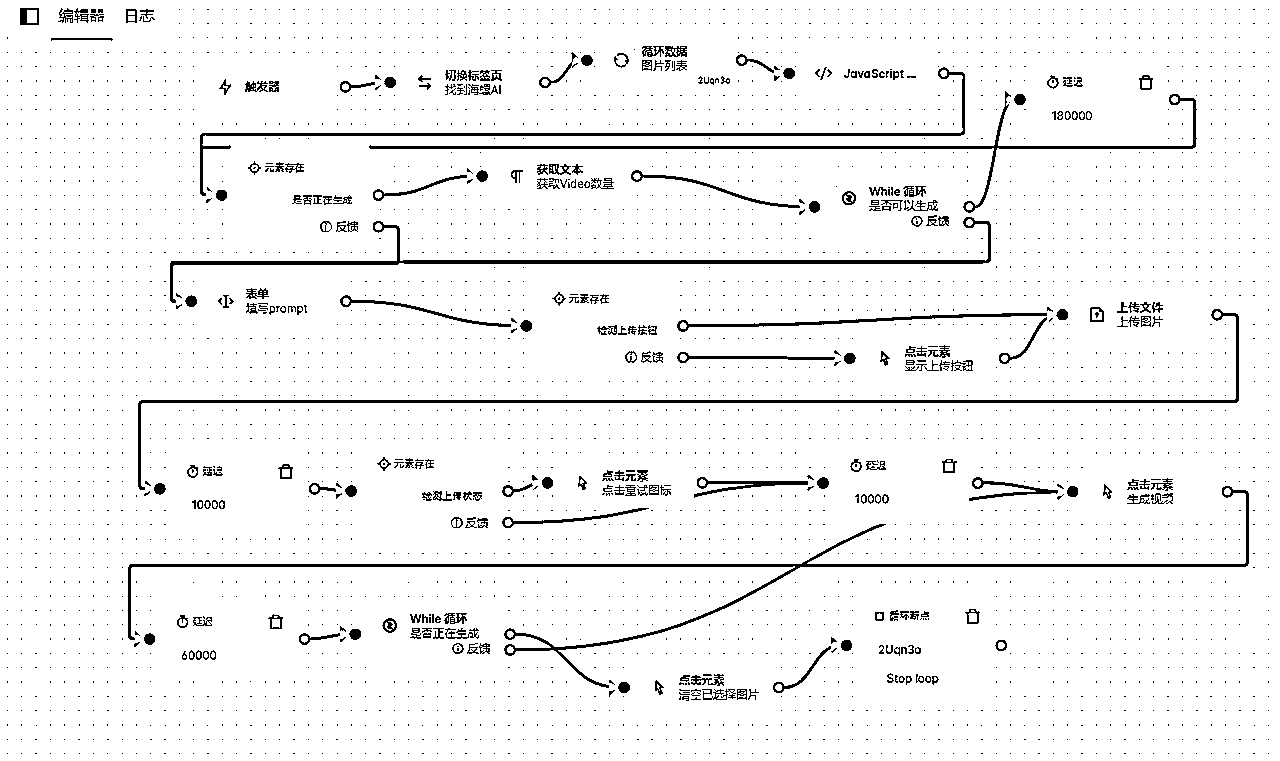 编辑器 日志
触发器
切换标签页
找到海螺AI
循环数据
图片列表
2Uqn3o
JavaScript ...
延迟
180000
元素存在
是否正在生成
反馈
获取文本
获取Video数量
While 循环
是否可以生成
反馈
表单
填写prompt
元素存在
检测上传按钮
反馈
点击元素
显示上传按钮
上传文件
上传图片
延迟
10000
元素存在
检测上传状态
反馈
点击元素
点击重试图标
延迟
10000
点击元素
生成视频
延迟
60000
While 循环
是否正在生成
反馈
点击元素
清空已选择图片
循环断点
2Uqn3o
Stop loop